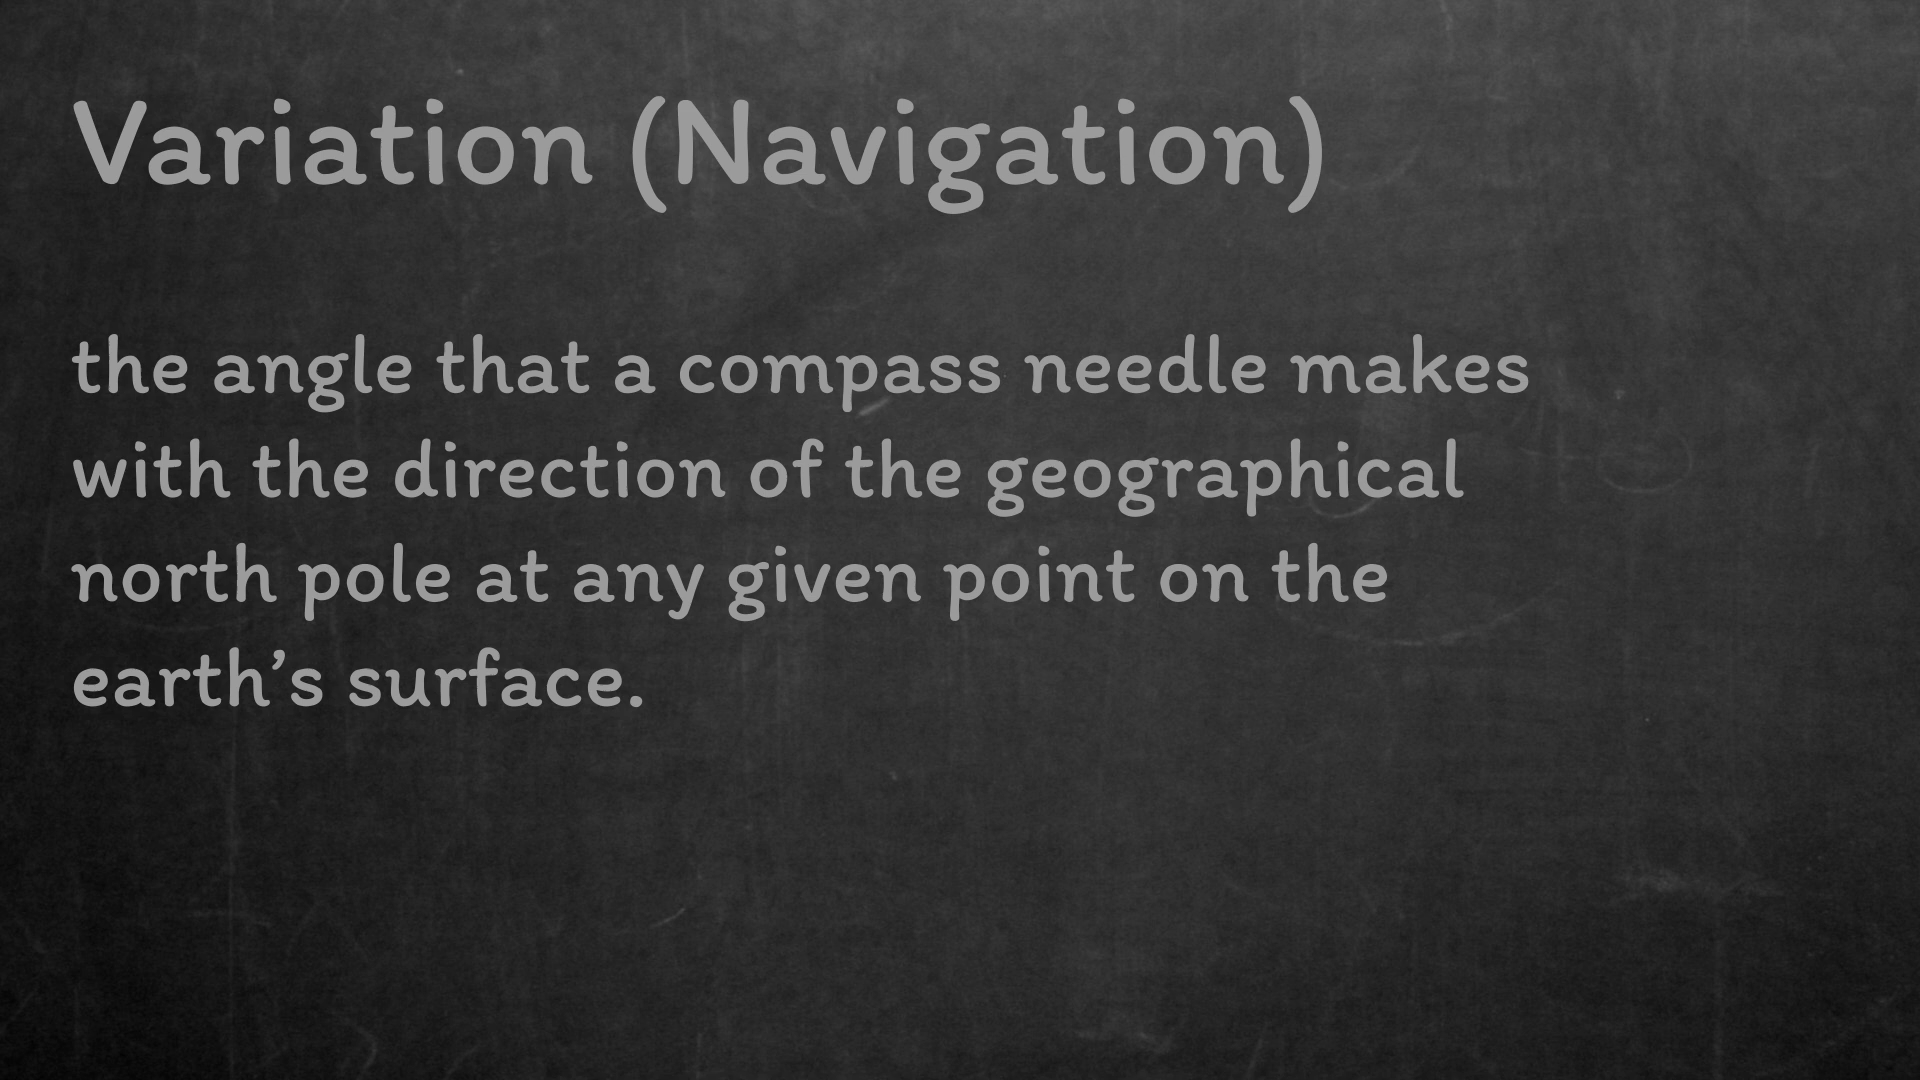 Variation (Navigation)
the angle that a compass needle makes
with the direction of the geographical
north pole at any given point on the
earth’s surface.